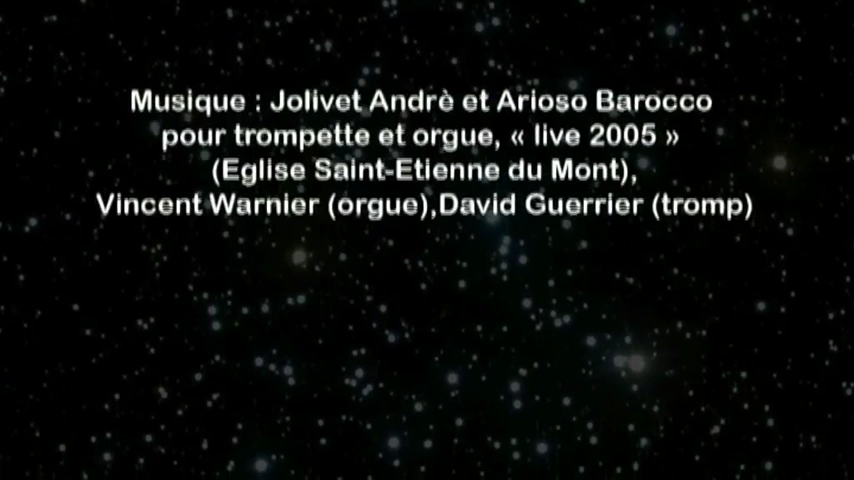 Musique : Jolivet Andrè et Arioso Barocco
pour trompette et orgue, « live 2005 »
(Eglise Saint-Etienne du Mont),
Vincent Warnier (orgue),David Guerrier (tromp)